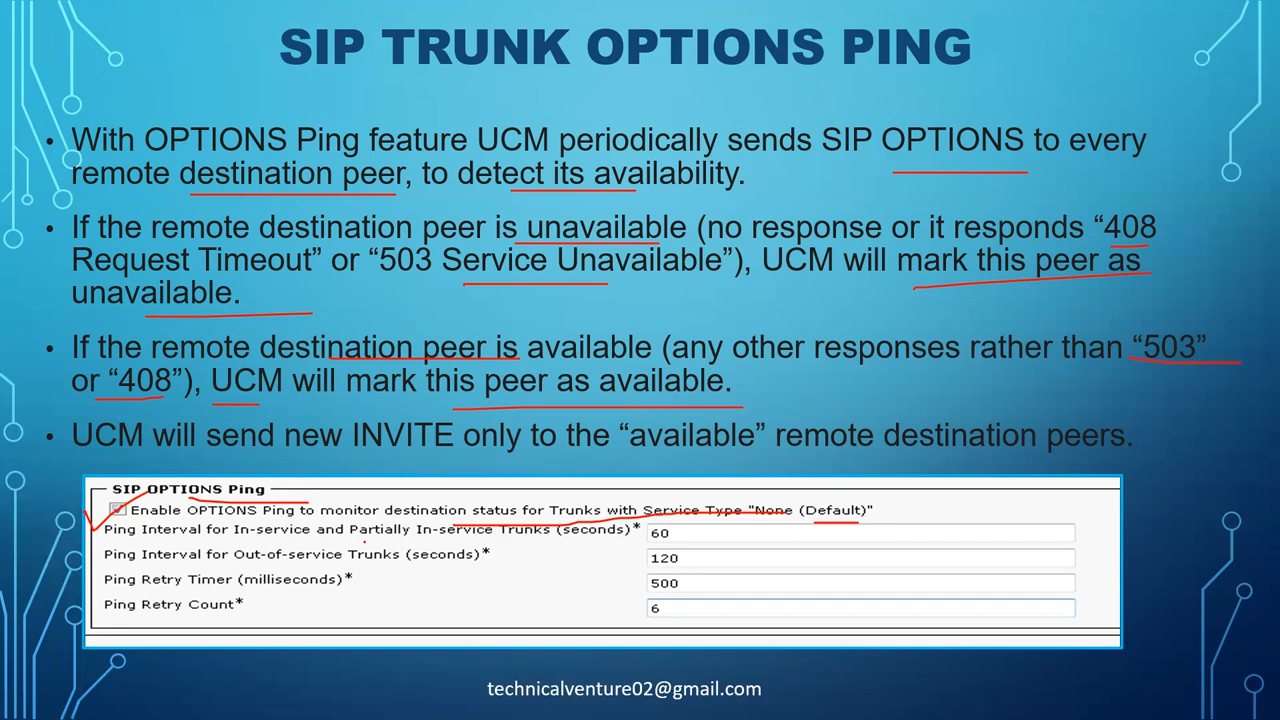 SIP TRUNK OPTIONS PING
• With OPTIONS Ping feature UCM periodically sends SIP OPTIONS to every
remote destination peer, to detect its availability.
• If the remote destination peer is unavailable (no response or it responds “408
Request Timeout” or “503 Service Unavailable”), UCM will mark this peer as
unavailable.
• If the remote destination peer is available (any other responses rather than “503”
or “408”), UCM will mark this peer as available.
• UCM will send new INVITE only to the “available” remote destination peers.
SIP OPTIONS Ping
Enable OPTIONS Ping to monitor destination status for Trunks with Service Type "None (Default)"
Ping Interval for In-service and Partially In-service Trunks (seconds)* 60
Ping Interval for Out-of-service Trunks (seconds)* 120
Ping Retry Timer (milliseconds)* 500
Ping Retry Count* 6
technicalventure02@gmail.com